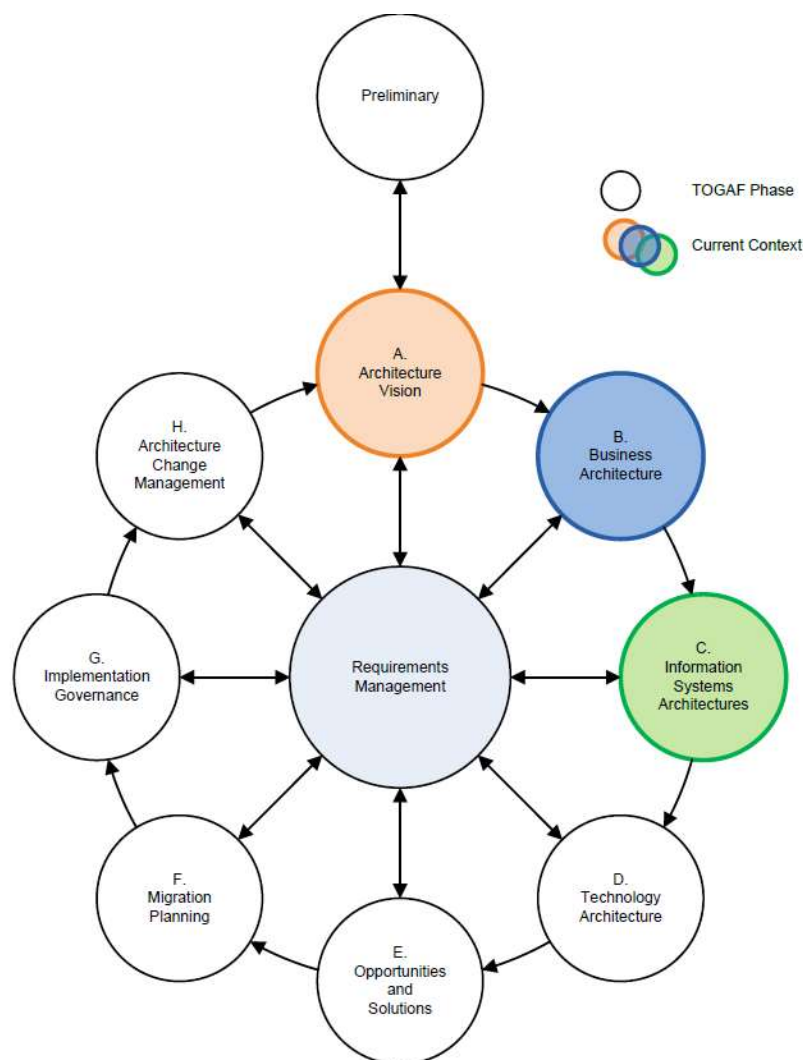 Preliminary
TOGAF Phase
Current Context
A.
Architecture
Vision
H.
Architecture
Change
Management
B.
Business
Architecture
G.
Implementation
Governance
Requirements
Management
C.
Information
Systems
Architectures
F.
Migration
Planning
D.
Technology
Architecture
E.
Opportunities
and
Solutions